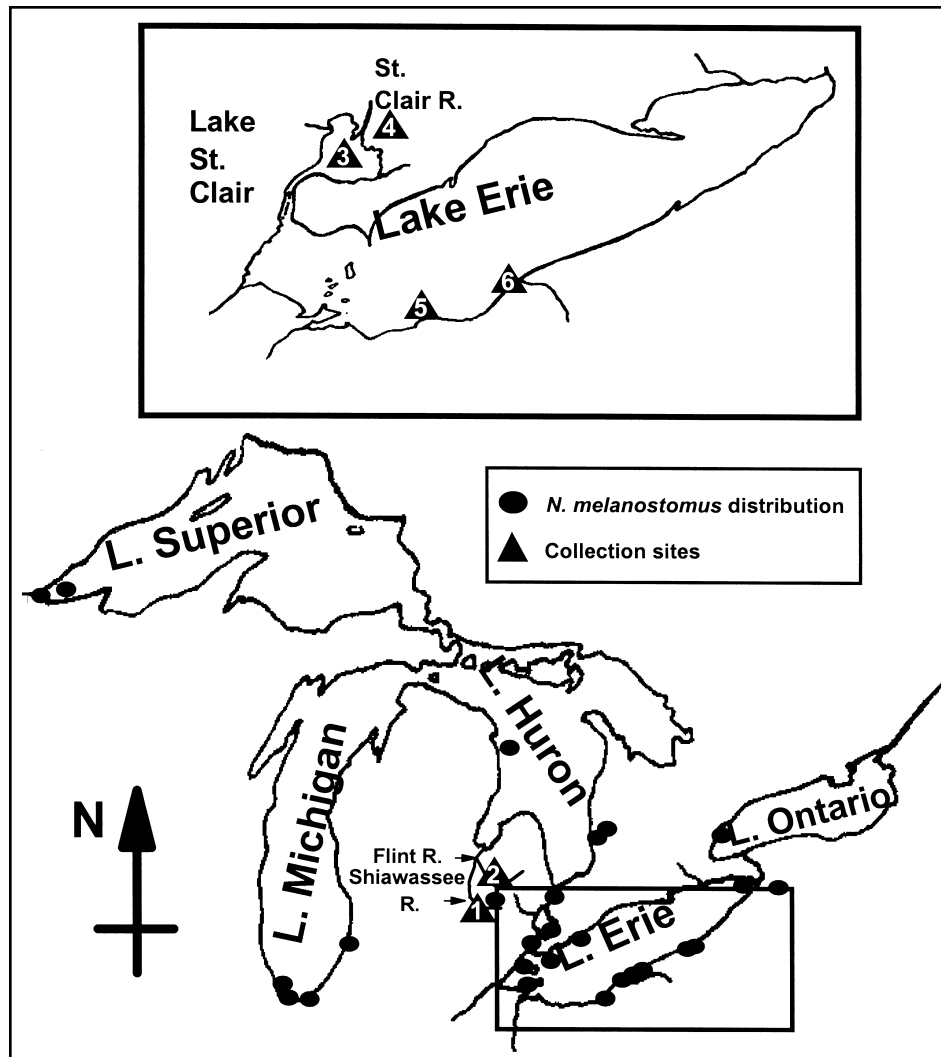 St.
Clair R.
Lake
St.
Clair
4
3
Lake Erie
6
5
N. melanostomus distribution
Collection sites
L. Superior
L. Huron
L. Michigan
N
L. Ontario
Flint R.
Shiawassee
R.
2
1
L. Erie